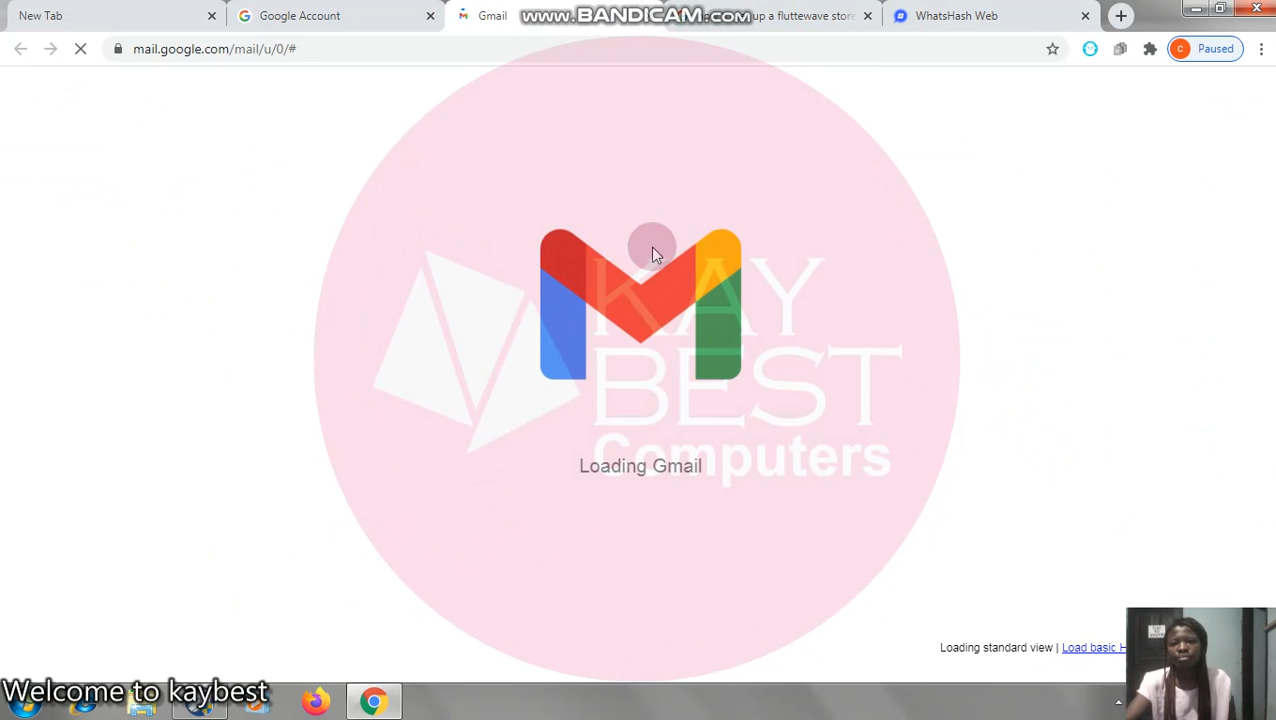 New Tab
Google Account
Gmail
www.BANDICAM.com
up a fluttewave store
WhatsHash Web
mail.google.com/mail/u/0/#
C
Paused
KAY
BEST
Computers
Loading Gmail
Loading standard view | Load basic H
Welcome to kaybest